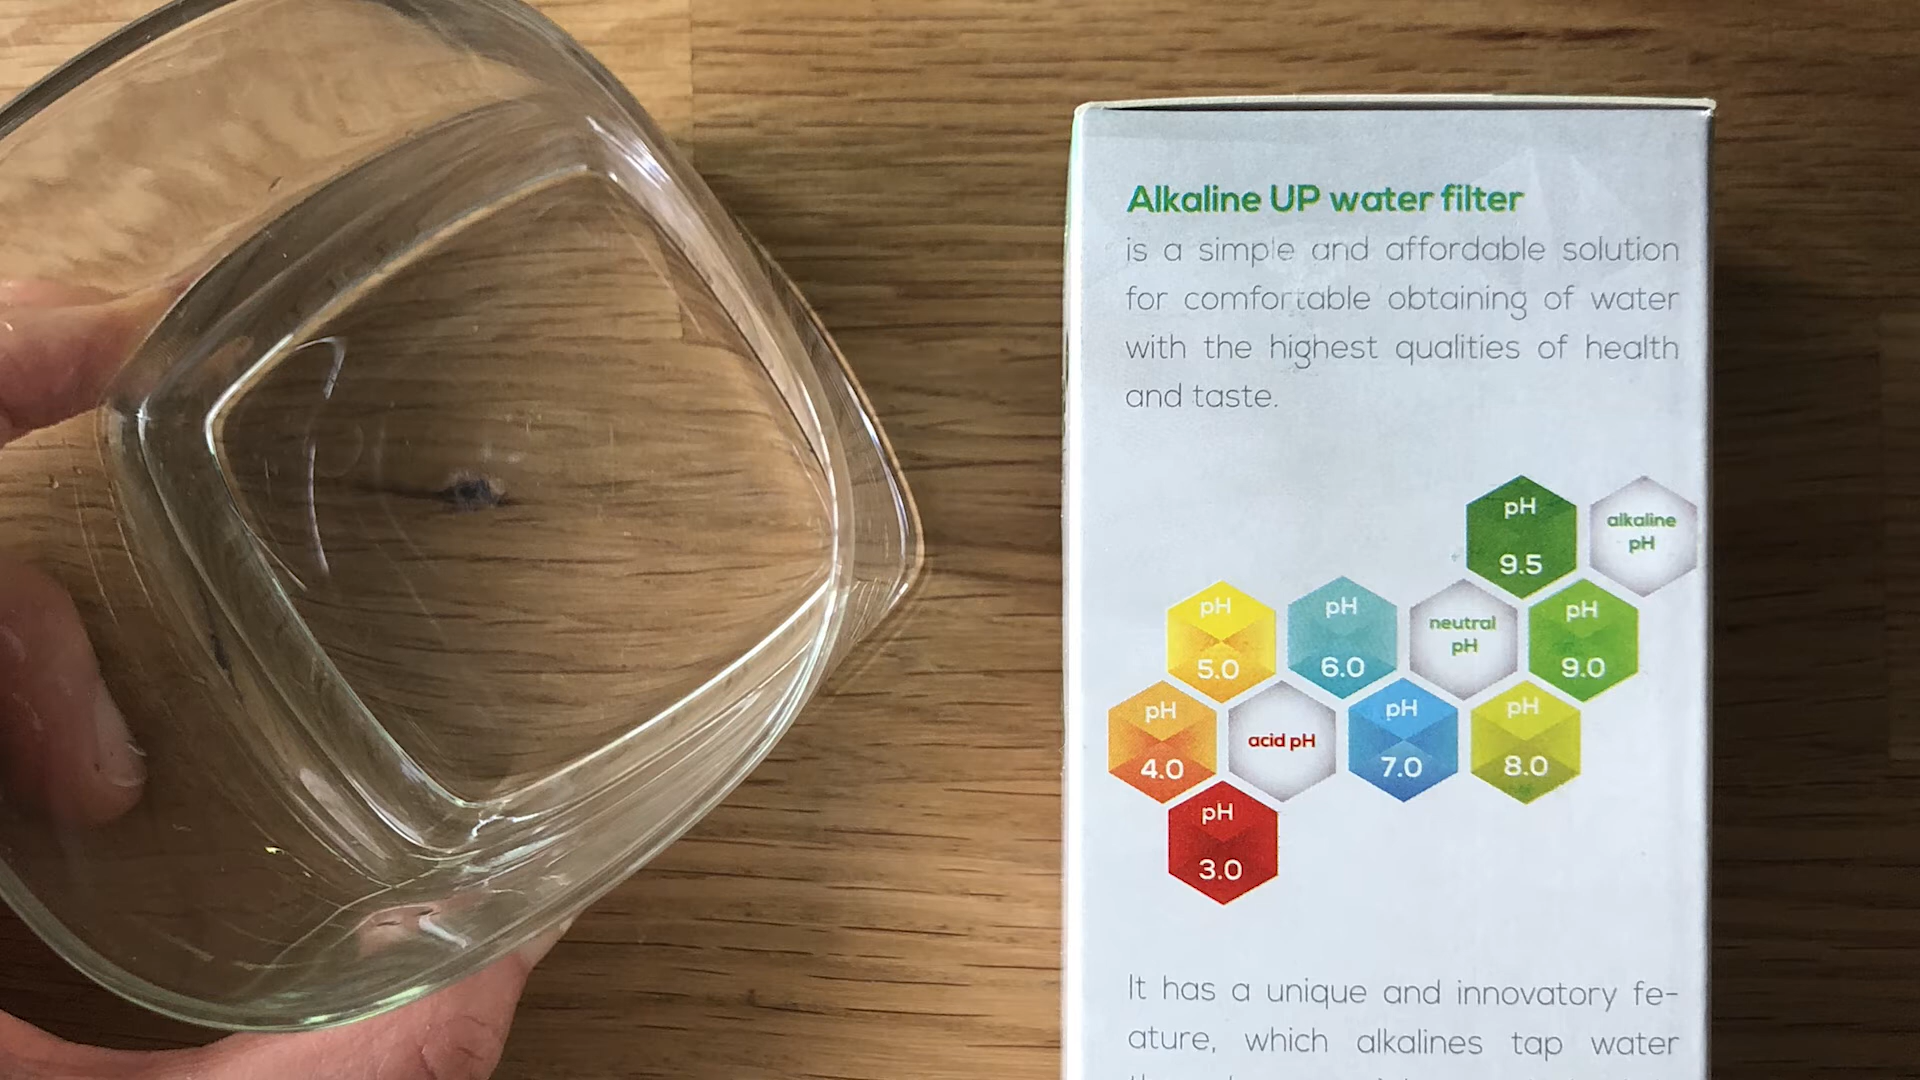 Alkaline UP water filter
is a simple and affordable solution
for comfortable obtaining of water
with the highest qualities of health
and taste.
pH
9.5
alkaline
pH
pH
5.0
pH
6.0
neutral
pH
pH
9.0
pH
4.0
acid pH
pH
7.0
pH
8.0
pH
3.0
It has a unique and innovatory fe-
ature, which alkalines tap water